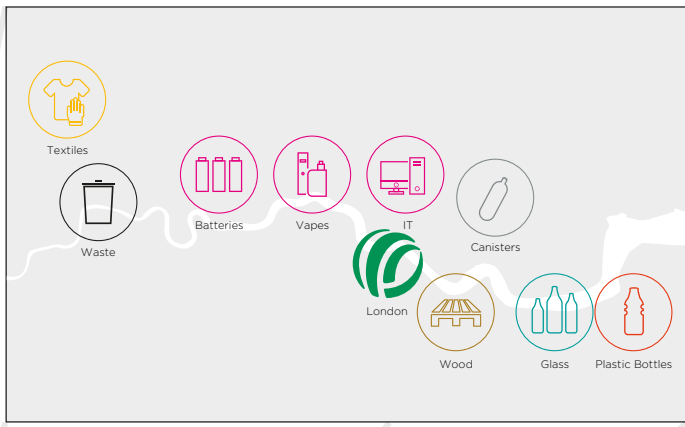 Textiles
Waste
Batteries
Vapes
IT
Canisters
London
Wood
Glass
Plastic Bottles